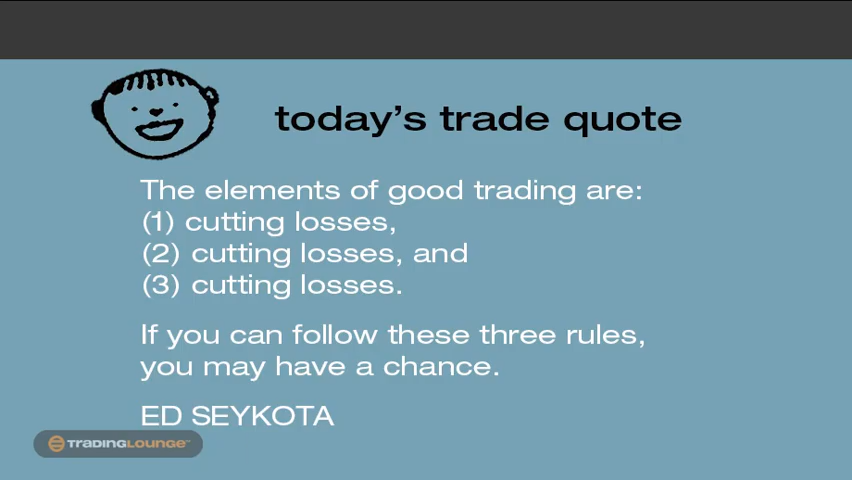 today's trade quote
The elements of good trading are:
(1) cutting losses,
(2) cutting losses, and
(3) cutting losses.
If you can follow these three rules,
you may have a chance.
ED SEYKOTA
TRADINGLOUNGE™